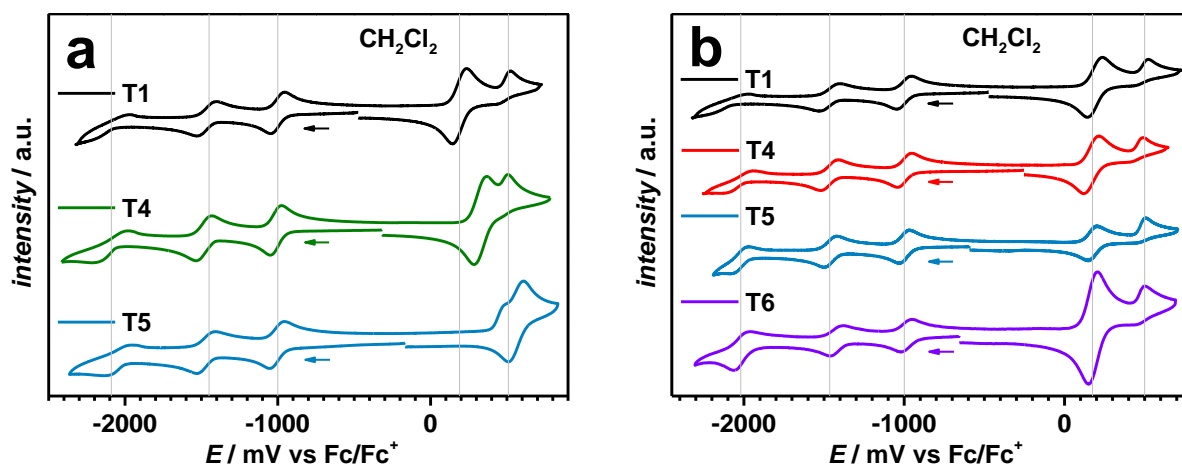 a
CH2Cl2
T1
T4
T5
intensity / a.u.
-2000 -1000 0
E / mV vs Fc/Fc+
b
CH2Cl2
T1
T4
T5
T6
intensity / a.u.
-2000 -1000 0
E / mV vs Fc/Fc+